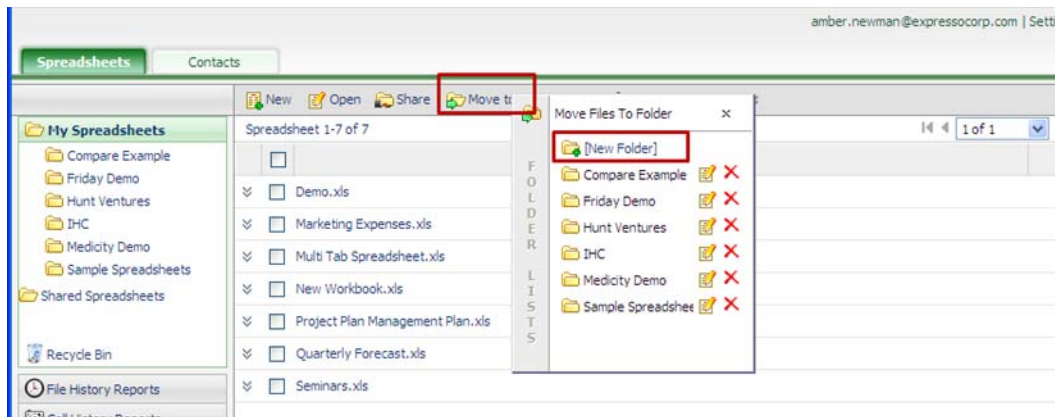 amber.newman@expressocorp.com | Setti
Spreadsheets Contacts
New Open Share Move to
My Spreadsheets
Compare Example
Friday Demo
Hunt Ventures
IHC
Medicity Demo
Sample Spreadsheets
Shared Spreadsheets
Recycle Bin
File History Reports
Spreadsheet 1-7 of 7
1 of 1
Demo.xls
Marketing Expenses.xls
Multi Tab Spreadsheet.xls
New Workbook.xls
Project Plan Management Plan.xls
Quarterly Forecast.xls
Seminars.xls
FOLDER LISTS
Move Files To Folder x
[New Folder]
Compare Example
Friday Demo
Hunt Ventures
IHC
Medicity Demo
Sample Spreadshee